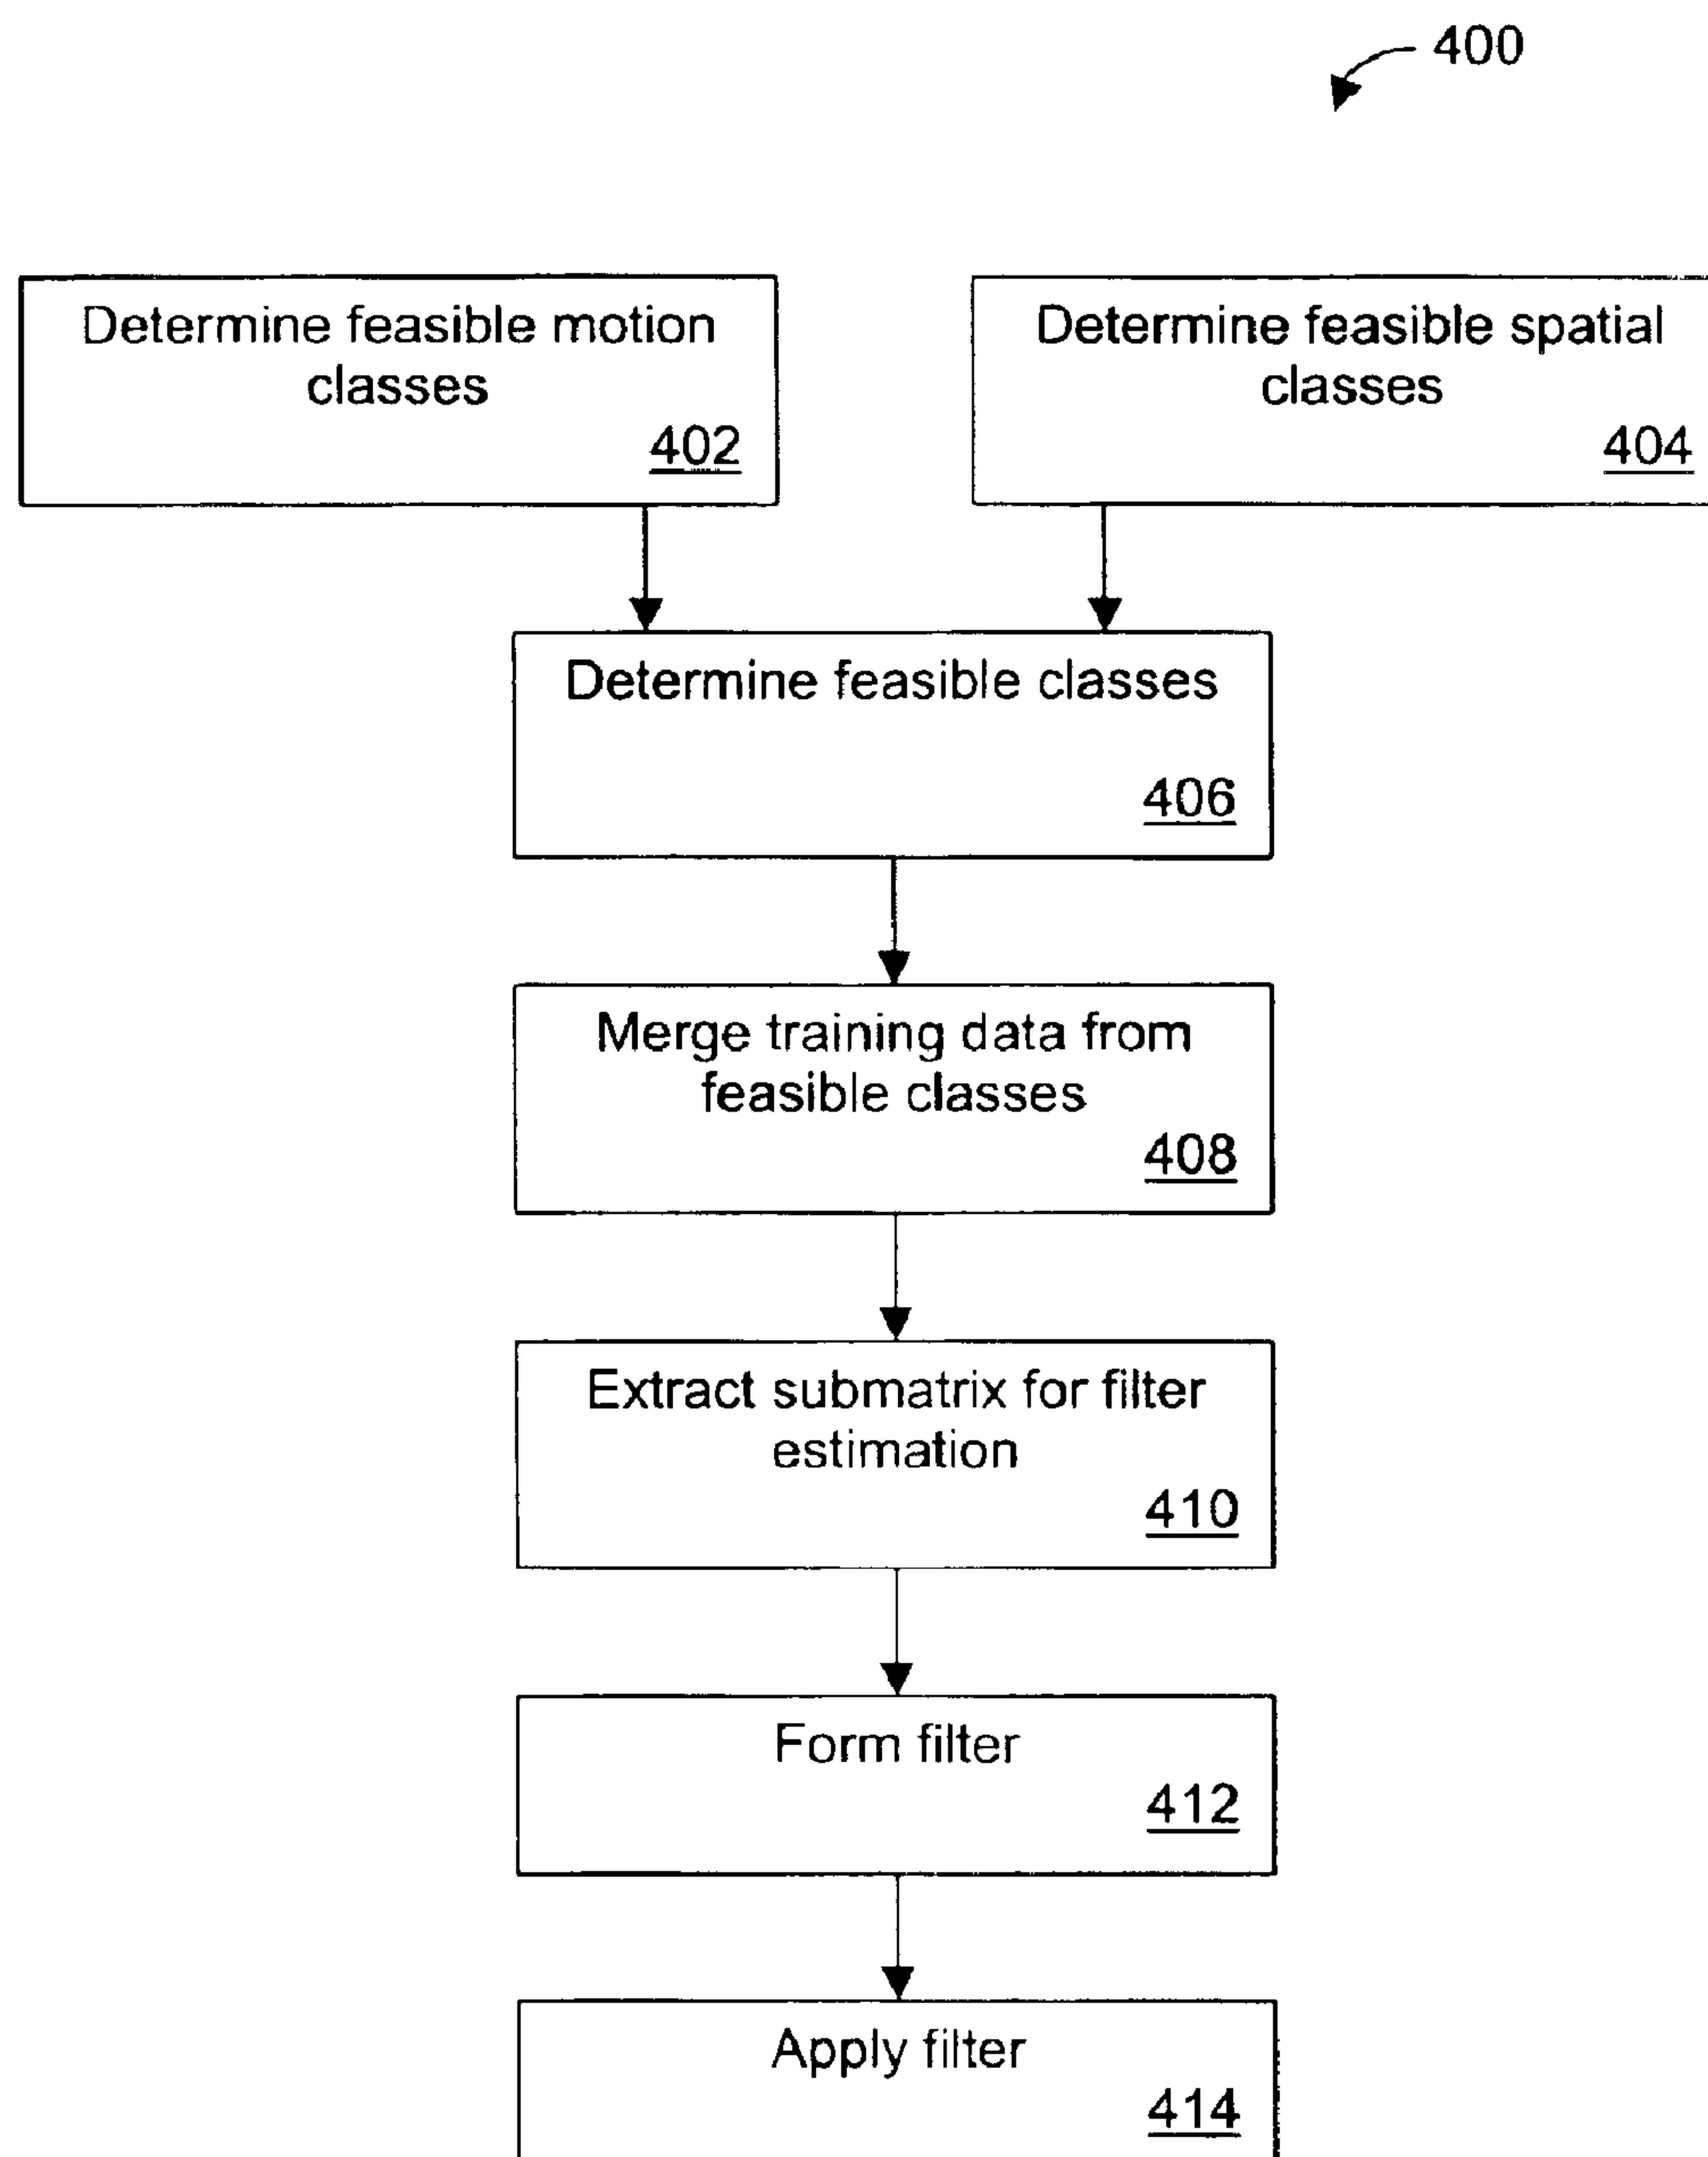 400
Determine feasible motion
classes
402
Determine feasible spatial
classes
404
Determine feasible classes
406
Merge training data from
feasible classes
408
Extract submatrix for filter
estimation
410
Form filter
412
Apply filter
414